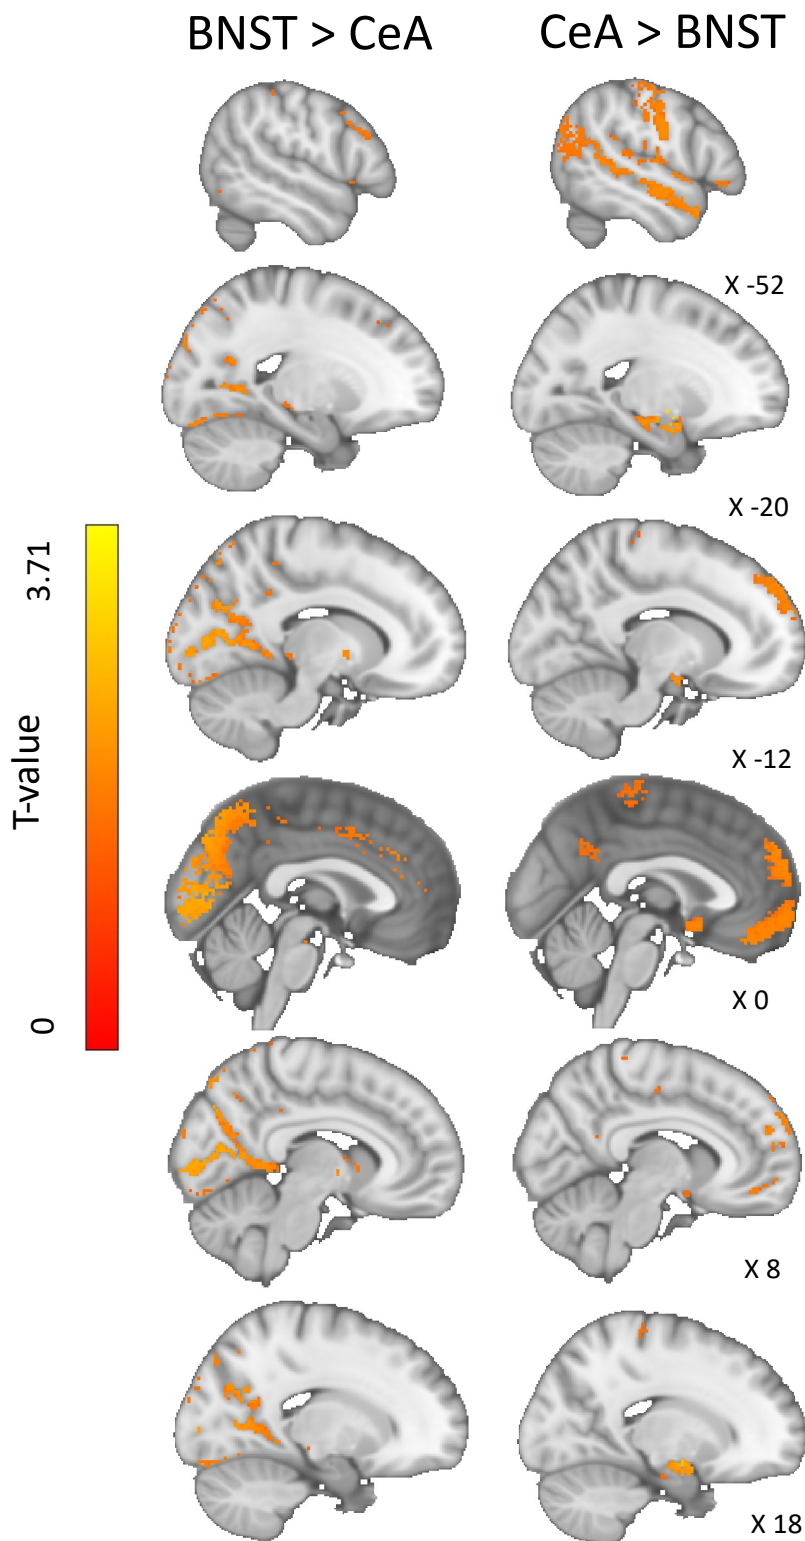 BNST > CeA
CeA > BNST
X -52
X -20
3.71
T-value
0
X -12
X 0
X 8
X 18